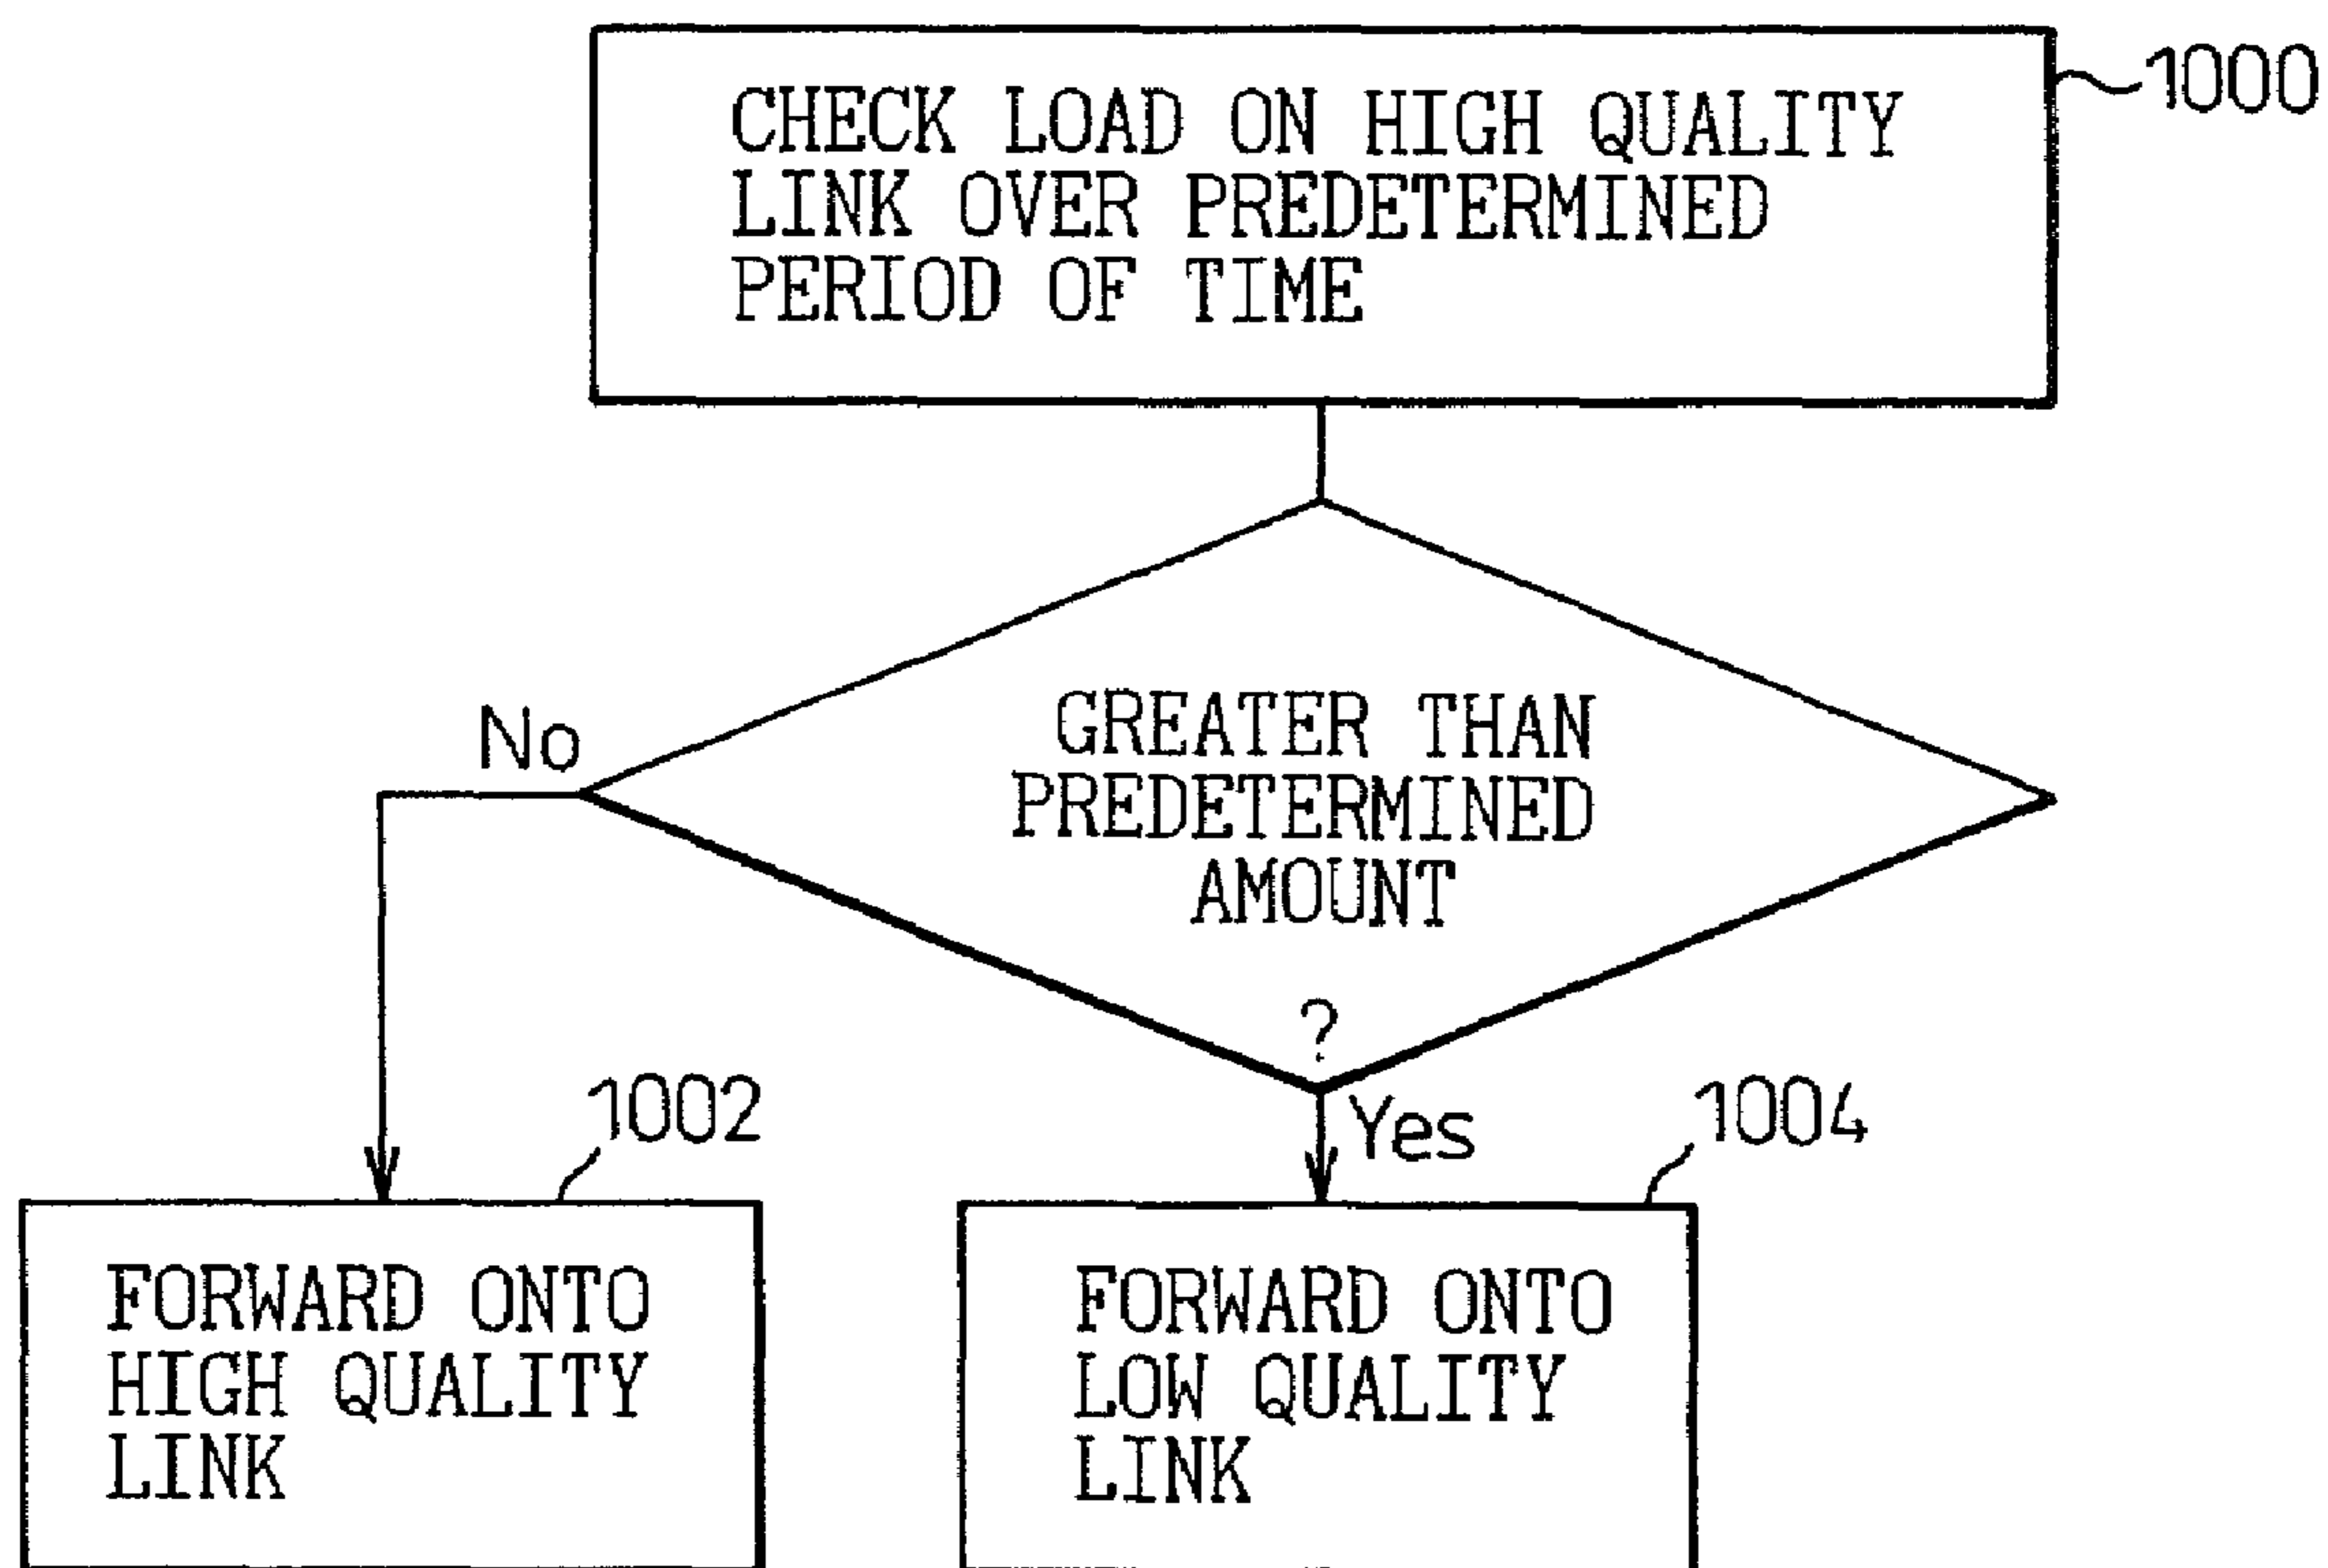 CHECK LOAD ON HIGH QUALITY
LINK OVER PREDETERMINED
PERIOD OF TIME
1000
GREATER THAN
PREDETERMINED
AMOUNT
?
No
Yes
1002
1004
FORWARD ONTO
HIGH QUALITY
LINK
FORWARD ONTO
LOW QUALITY
LINK